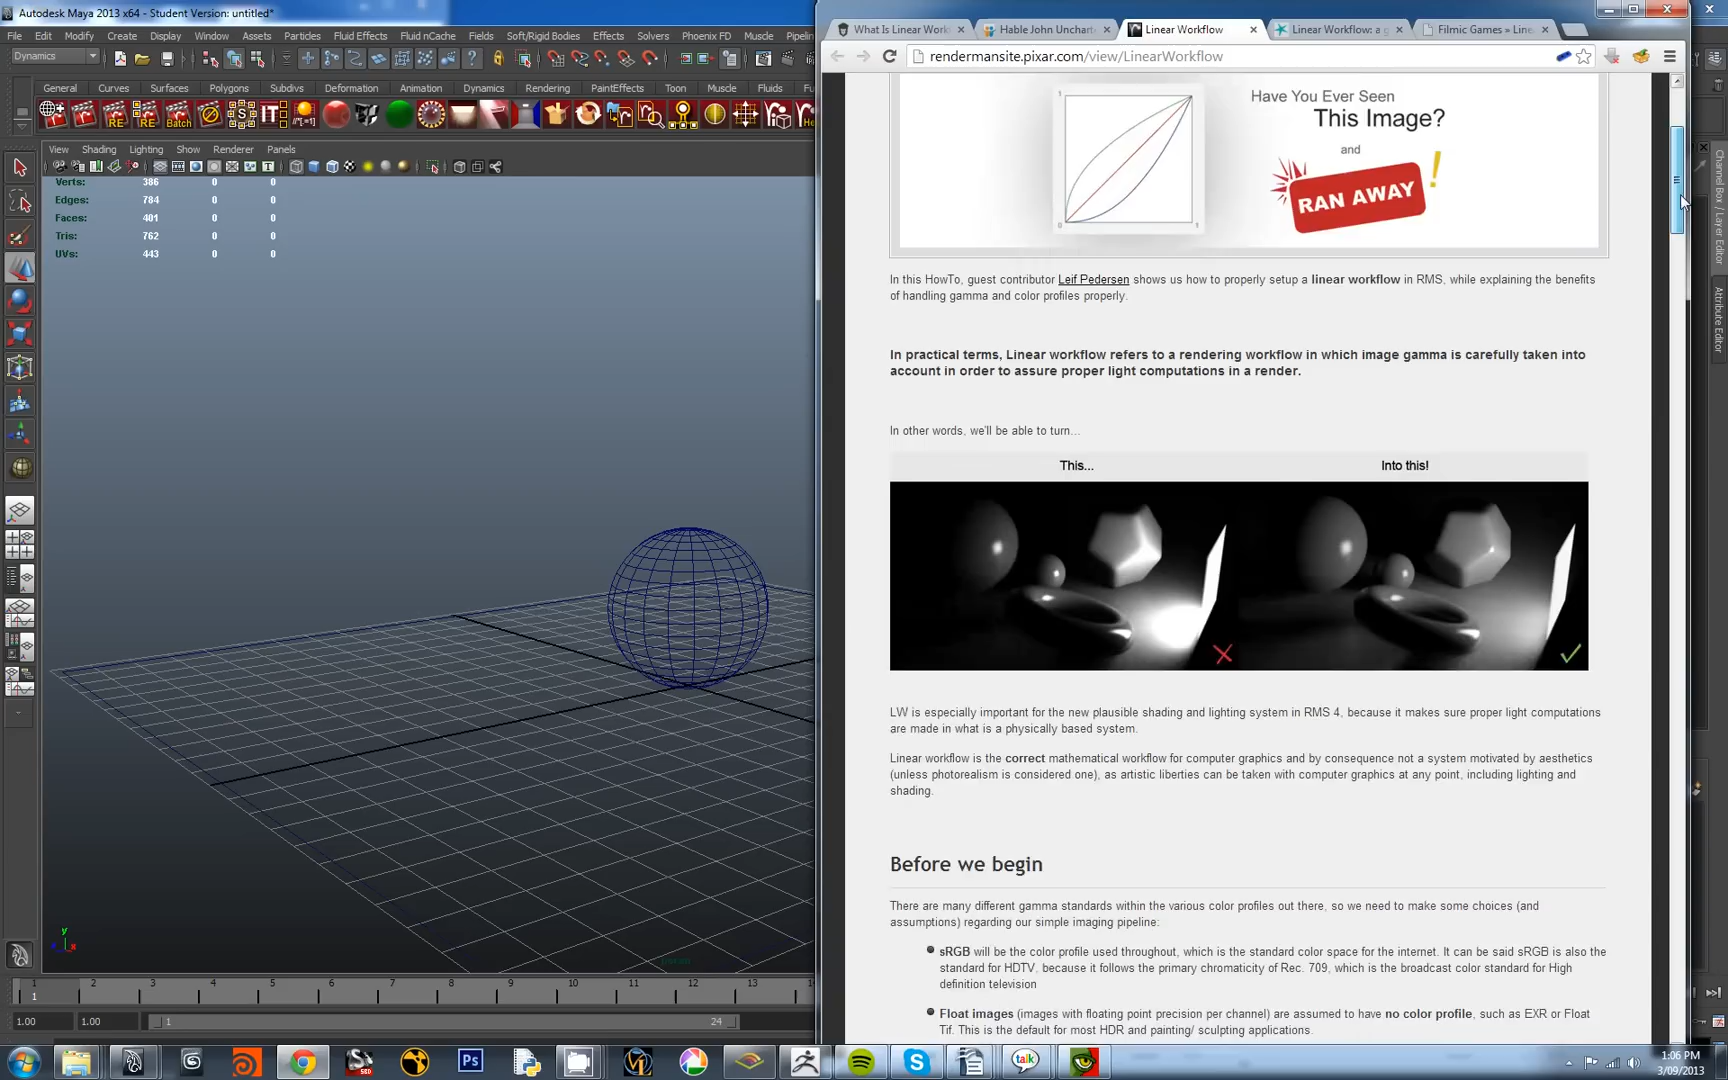 Autodesk Maya 2013 x64 - Student Version: untitled*
File Edit Modify Create Display Window Assets Particles Fluid Effects Fluid nCache Fields Soft/Rigid Bodies Effects Solvers Phoenix FD Muscle Pipelin
Dynamics
General Curves Surfaces Polygons Subdivs Deformation Animation Dynamics Rendering PaintEffects Toon Muscle Fluids Fu
RE RE Batch IT
View Shading Lighting Show Renderer Panels
Verts: 386 0 0
Edges: 784 0 0
Faces: 401 0 0
Tris: 762 0 0
UVs: 443 0 0
y
x
1 2 3 4 5 6 7 8 9 10 11 12 13
1
1.00 1.00 1 24
What Is Linear Work Hable John Unchart Linear Workflow Linear Workflow: a g Filmic Games » Line
rendermansite.pixar.com/view/LinearWorkflow
Have You Ever Seen
This Image?
and
RAN AWAY !
1
0 1
In this HowTo, guest contributor Leif Pedersen shows us how to properly setup a linear workflow in RMS, while explaining the benefits
of handling gamma and color profiles properly.
In practical terms, Linear workflow refers to a rendering workflow in which image gamma is carefully taken into
account in order to assure proper light computations in a render.
In other words, we'll be able to turn...
This... Into this!
LW is especially important for the new plausible shading and lighting system in RMS 4, because it makes sure proper light computations
are made in what is a physically based system.
Linear workflow is the correct mathematical workflow for computer graphics and by consequence not a system motivated by aesthetics
(unless photorealism is considered one), as artistic liberties can be taken with computer graphics at any point, including lighting and
shading.
Before we begin
There are many different gamma standards within the various color profiles out there, so we need to make some choices (and
assumptions) regarding our simple imaging pipeline:
sRGB will be the color profile used throughout, which is the standard color space for the internet. It can be said sRGB is also the
standard for HDTV, because it follows the primary chromaticity of Rec. 709, which is the broadcast color standard for High
definition television
Float images (images with floating point precision per channel) are assumed to have no color profile, such as EXR or Float
Tif. This is the default for most HDR and painting/ sculpting applications.
Channel Box / Layer Editor
Attribute Editor
Ps
talk
1:06 PM
3/09/2013